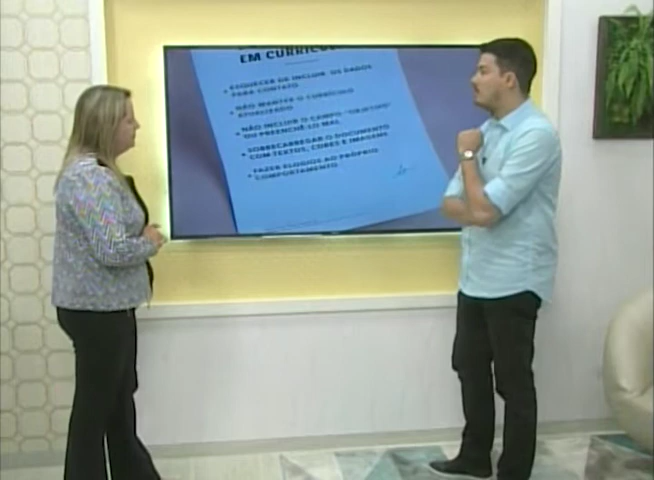 EM CURRÍCUL
• ESQUECER DE INCLUIR OS DADOS
PARA CONTATO
• NÃO MANTER O CURRÍCULO
ATUALIZADO
• NÃO INCLUIR O CAMPO "OBJETIVO"
OU PREENCHÊ-LO MAL
• SOBRECARREGAR O DOCUMENTO
COM TEXTOS, CORES E IMAGENS
• FAZER ELOGIOS AO PRÓPRIO
COMPORTAMENTO